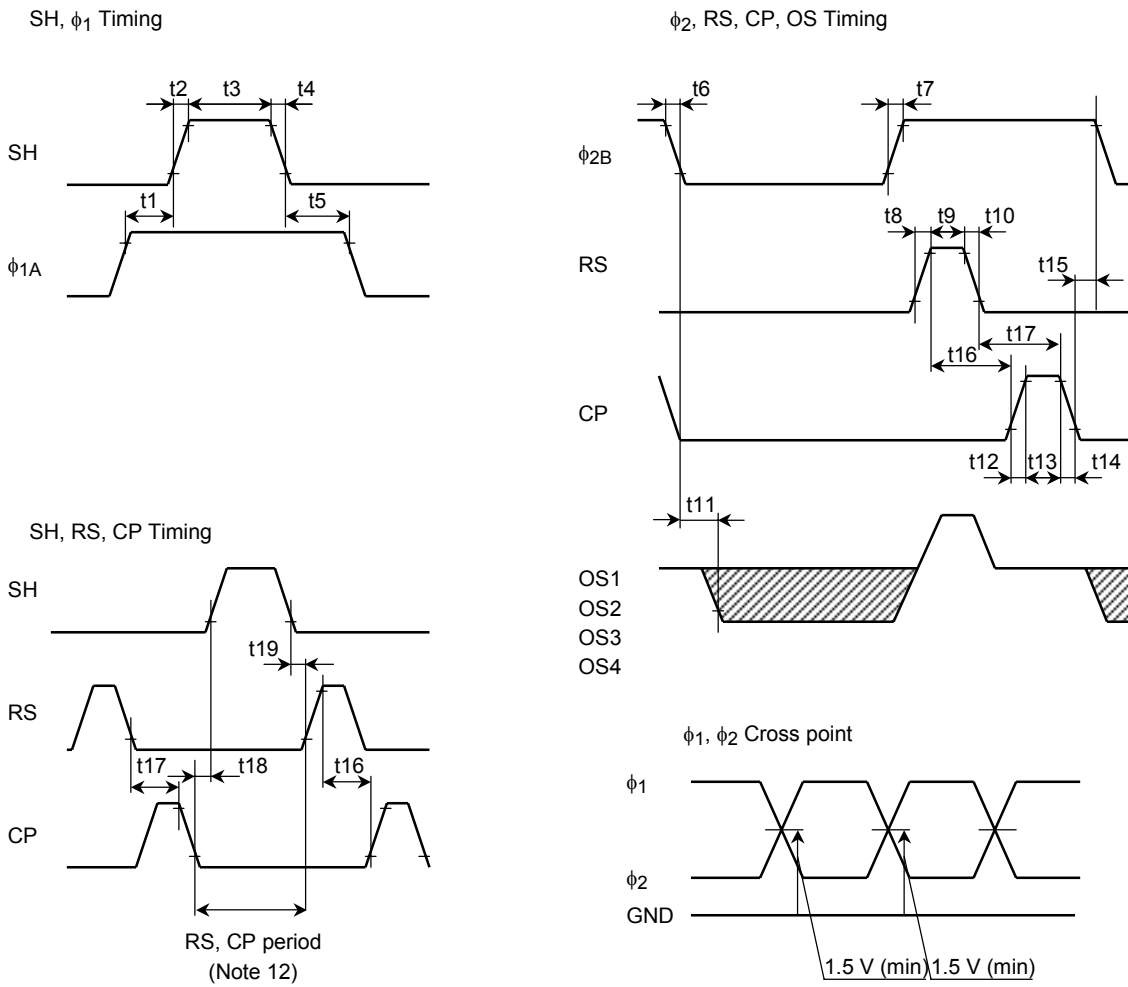 SH, ϕ1 Timing
t2 t3 t4
SH
t1 t5
ϕ1A
ϕ2, RS, CP, OS Timing
t6 t7
ϕ2B
t8 t9 t10
RS
t15
t17
t16
CP
t12 t13 t14
t11
OS1
OS2
OS3
OS4
SH, RS, CP Timing
SH
t19
RS
t17 t18 t16
CP
RS, CP period
(Note 12)
ϕ1, ϕ2 Cross point
ϕ1
ϕ2
GND
1.5 V (min) 1.5 V (min)